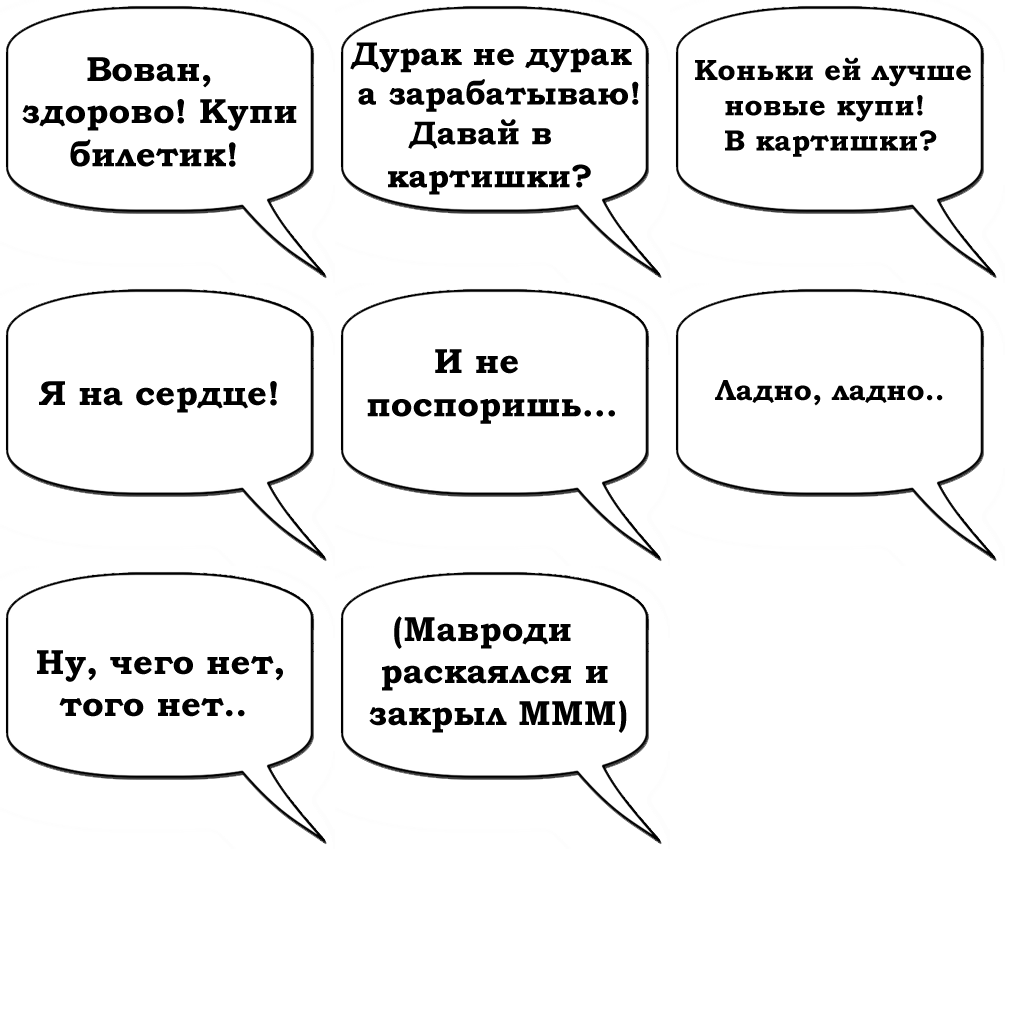 Вован,
здорово! Купи
билетик!
Дурак не дурак
а зарабатываю!
Давай в
картишки?
Коньки ей лучше
новые купи!
В картишки?
Я на сердце!
И не
поспоришь...
Ладно, ладно..
Ну, чего нет,
того нет..
(Мавроди
раскаялся и
закрыл МММ)